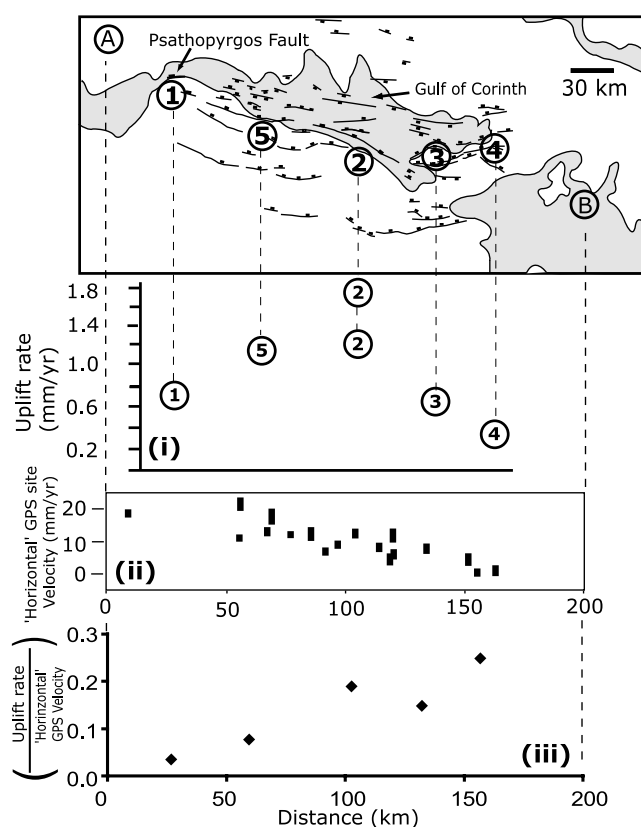 A
Psathopyrgos Fault
Gulf of Corinth
30 km
1
5
2
3
4
B
Uplift rate
(mm/yr)
1.8
1.4
1.0
0.6
0.2
2
2
5
1
3
4
(i)
'Horizontal' GPS site
Velocity (mm/yr)
20
10
0
(ii)
0
50
100
150
200
(Uplift rate
'Horinzontal'
GPS Velocity)
0.3
0.2
0.1
0.0
(iii)
0
50
100
150
200
Distance (km)